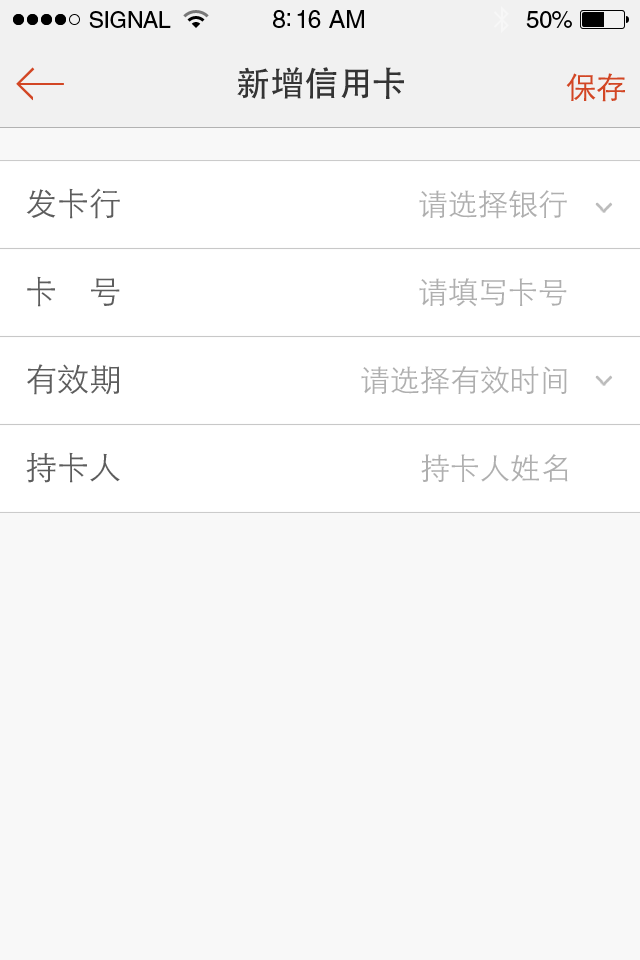 SIGNAL 8:16 AM 50%
新增信用卡 保存
发卡行 请选择银行
卡 号 请填写卡号
有效期 请选择有效时间
持卡人 持卡人姓名